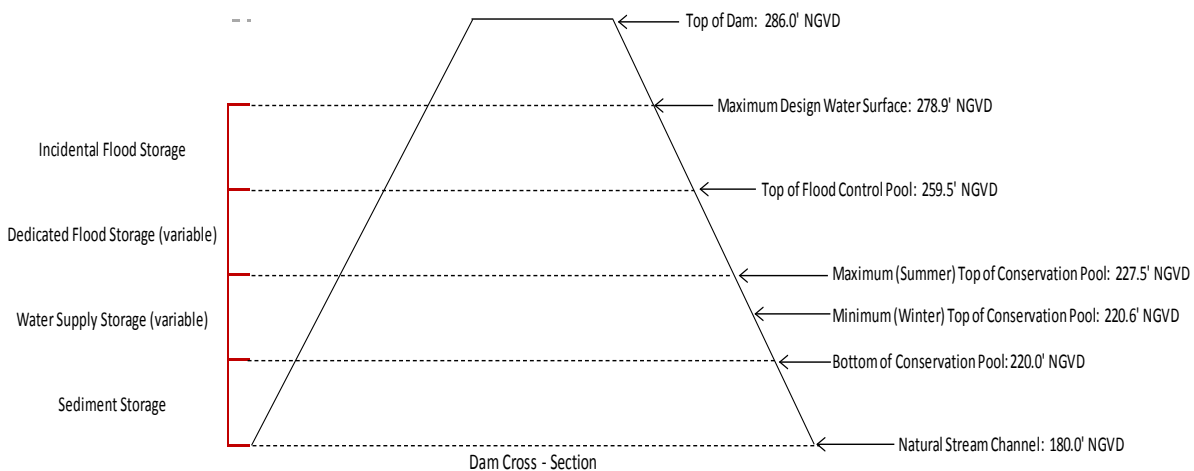 Top of Dam: 286.0' NGVD
Maximum Design Water Surface: 278.9' NGVD
Incidental Flood Storage
Top of Flood Control Pool: 259.5' NGVD
Dedicated Flood Storage (variable)
Maximum (Summer) Top of Conservation Pool: 227.5' NGVD
Water Supply Storage (variable)
Minimum (Winter) Top of Conservation Pool: 220.6' NGVD
Bottom of Conservation Pool: 220.0' NGVD
Sediment Storage
Natural Stream Channel: 180.0' NGVD
Dam Cross - Section